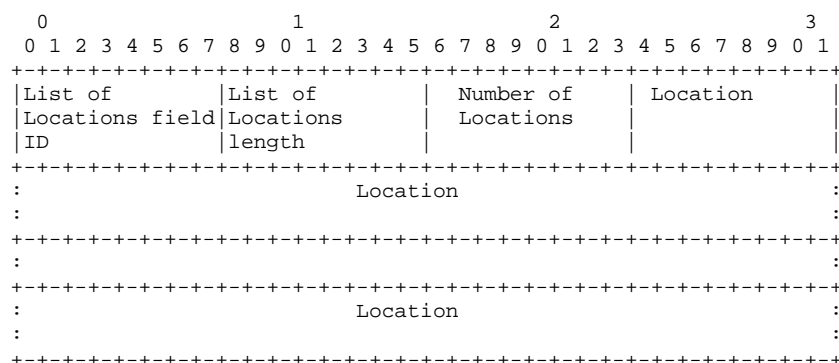 0                   1                   2                   3
 0 1 2 3 4 5 6 7 8 9 0 1 2 3 4 5 6 7 8 9 0 1 2 3 4 5 6 7 8 9 0 1
+-+-+-+-+-+-+-+-+-+-+-+-+-+-+-+-+-+-+-+-+-+-+-+-+-+-+-+-+-+-+-+-+
|List of        |List of        |  Number of    | Location      |
|Locations field|Locations      |  Locations    |               |
|ID             |length         |               |               |
+-+-+-+-+-+-+-+-+-+-+-+-+-+-+-+-+-+-+-+-+-+-+-+-+-+-+-+-+-+-+-+-+
:                          Location                             :
:                                                               :
+-+-+-+-+-+-+-+-+-+-+-+-+-+-+-+-+-+-+-+-+-+-+-+-+-+-+-+-+-+-+-+-+
:                                                               :
+-+-+-+-+-+-+-+-+-+-+-+-+-+-+-+-+-+-+-+-+-+-+-+-+-+-+-+-+-+-+-+-+
:                          Location                             :
:                                                               :
+-+-+-+-+-+-+-+-+-+-+-+-+-+-+-+-+-+-+-+-+-+-+-+-+-+-+-+-+-+-+-+-+